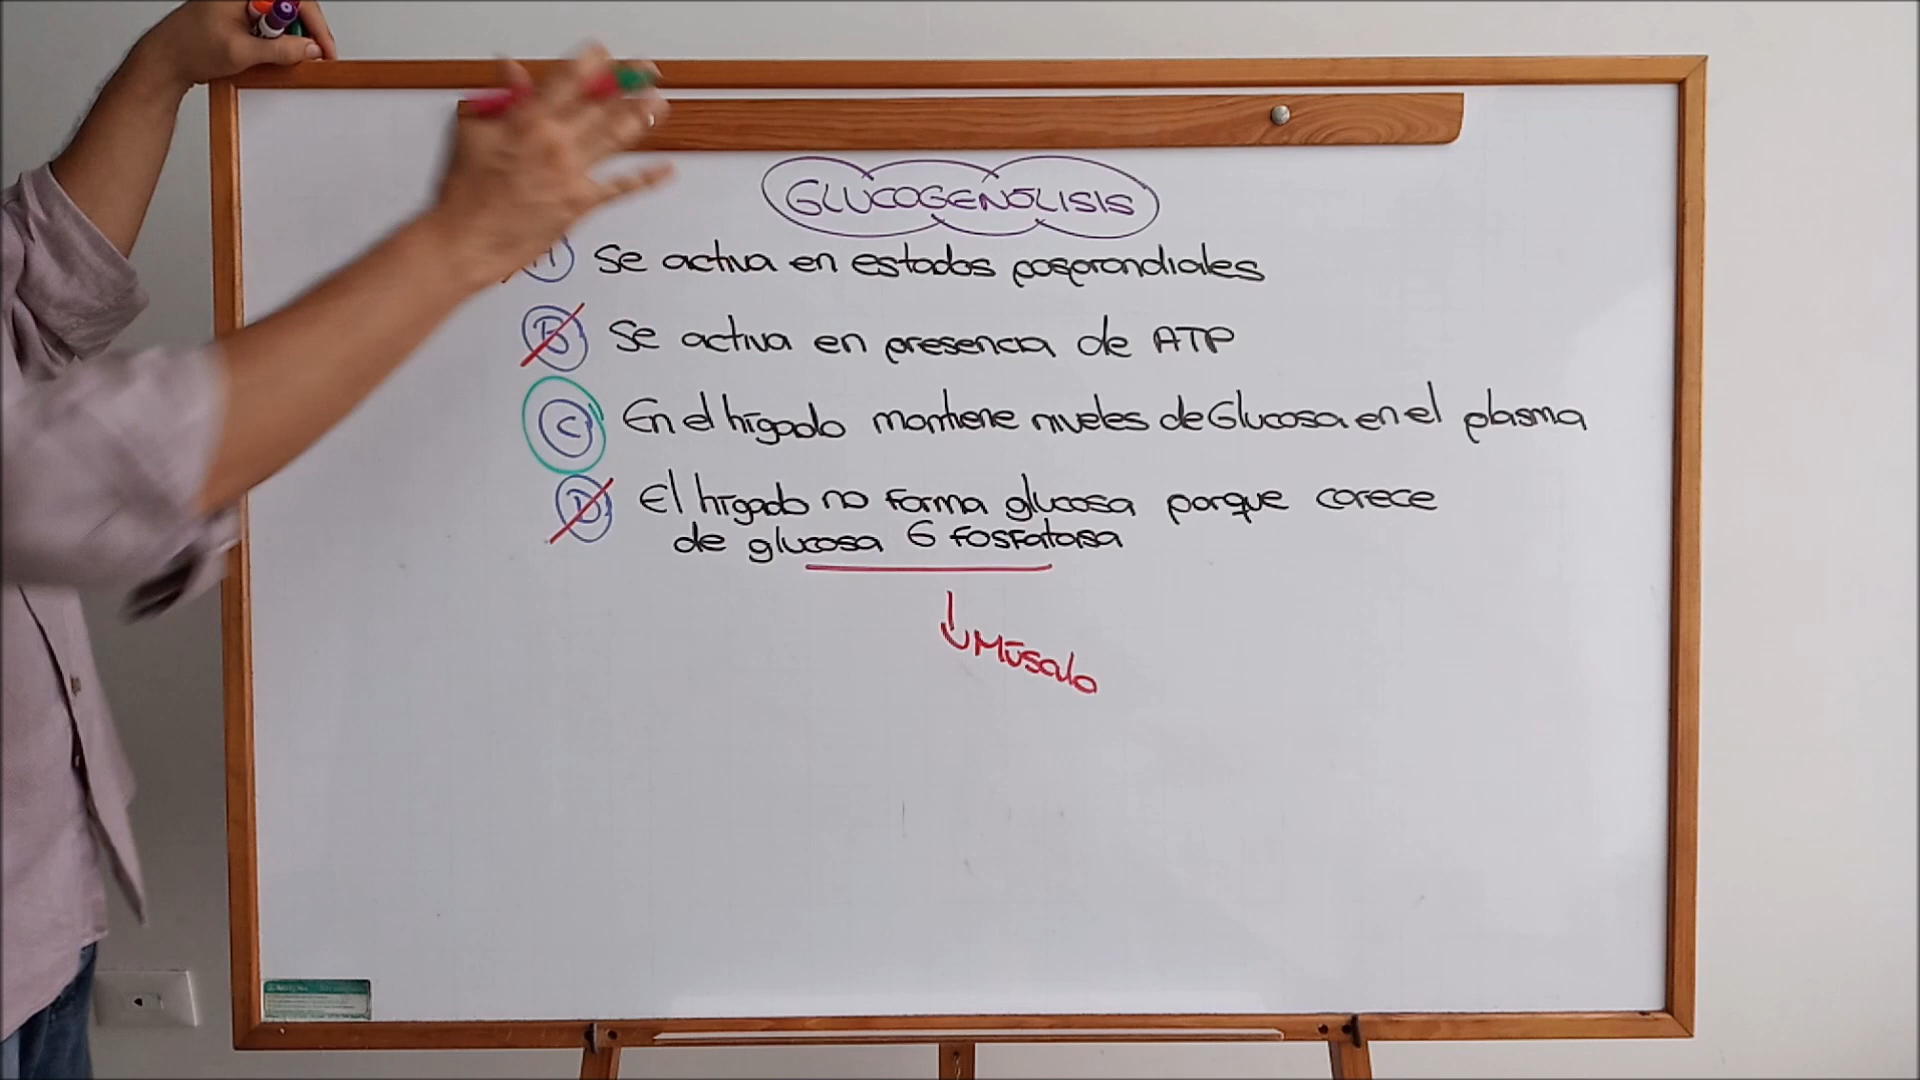 GLUCOGENÓLISIS
A Se activa en estados posprandiales
B Se activa en presencia de ATP
C En el hígado mantiene niveles de Glucosa en el plasma
D El hígado no forma glucosa porque carece
de glucosa 6 fosfatasa
Músculo